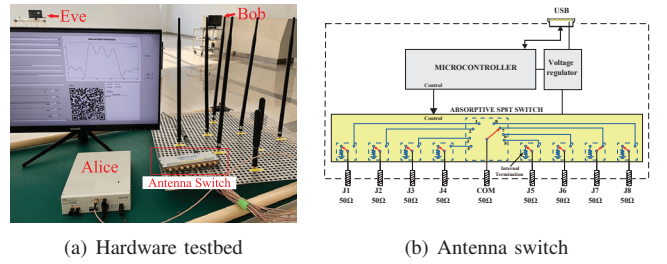 Eve
Bob
Alice
Antenna Switch
USB
MICROCONTROLLER
Voltage
regulator
Control
ABSORPTIVE SP8T SWITCH
Control
Internal
Termination
J1 J2 J3 J4 COM J5 J6 J7 J8
50Ω 50Ω 50Ω 50Ω 50Ω 50Ω 50Ω 50Ω 50Ω
(a) Hardware testbed
(b) Antenna switch